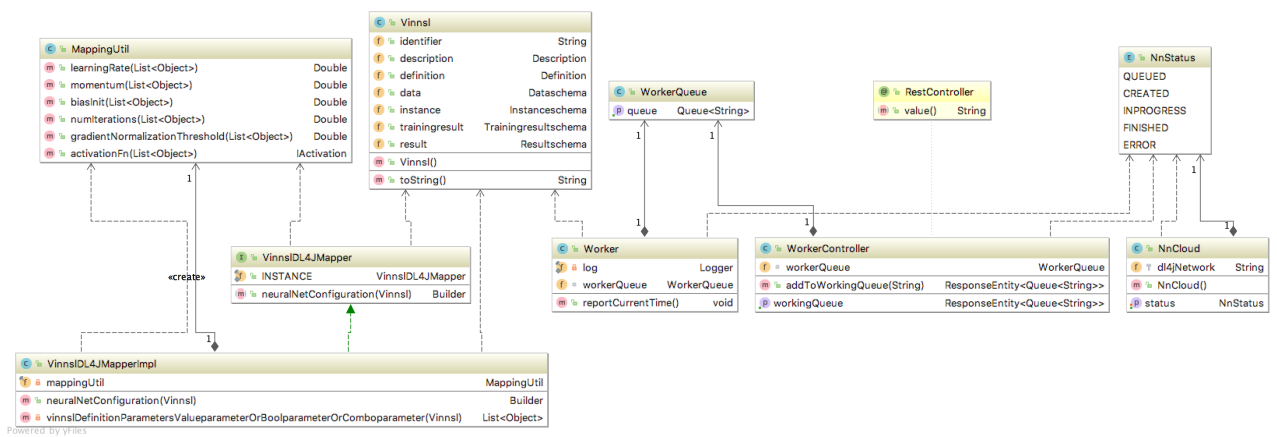 MappingUtil
learningRate(List<Object>) Double
momentum(List<Object>) Double
biasInit(List<Object>) Double
numIterations(List<Object>) Double
gradientNormalizationThreshold(List<Object>) Double
activationFn(List<Object>) IActivation
Vinnsl
identifier String
description Description
definition Definition
data Dataschema
instance Instanceschema
trainingresult Trainingresultschema
result Resultschema
Vinnsl()
toString() String
WorkerQueue
queue Queue<String>
RestController
value() String
NnStatus
QUEUED
CREATED
INPROGRESS
FINISHED
ERROR
1
1
1
1
«create»
1
1
1
1
VinnslDL4JMapper
INSTANCE VinnslDL4JMapper
neuralNetConfiguration(Vinnsl) Builder
Worker
log Logger
workerQueue WorkerQueue
reportCurrentTime() void
WorkerController
workerQueue WorkerQueue
addToWorkingQueue(String) ResponseEntity<Queue<String>>
workingQueue ResponseEntity<Queue<String>>
NnCloud
dl4jNetwork String
NnCloud()
status NnStatus
VinnslDL4JMapperImpl
mappingUtil MappingUtil
neuralNetConfiguration(Vinnsl) Builder
vinnslDefinitionParametersValueparameterOrBoolparameterOrComboparameter(Vinnsl) List<Object>
Powered by yFiles